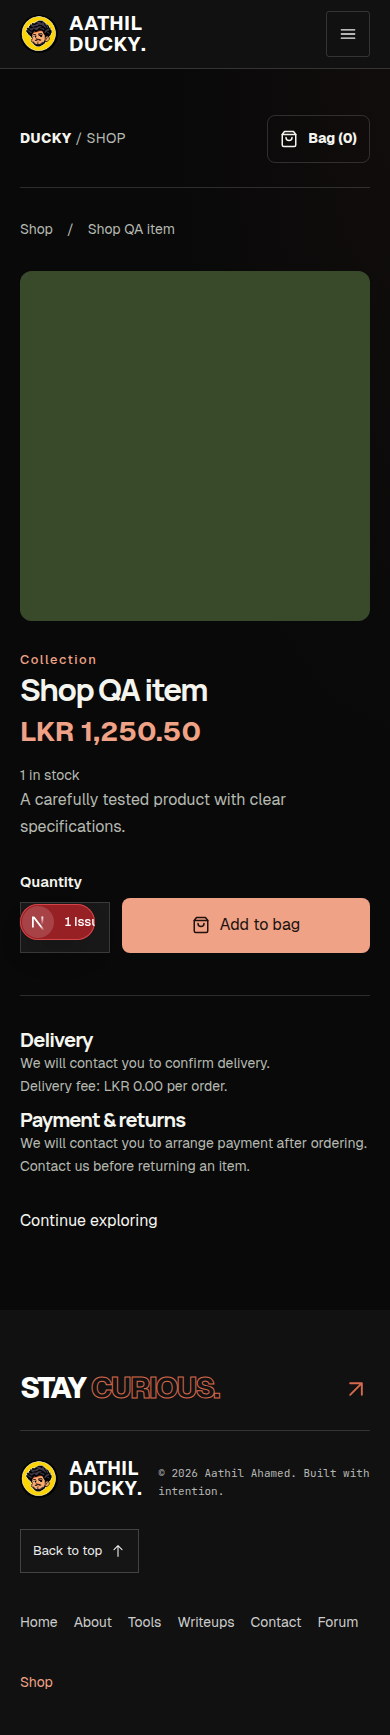 AATHIL
DUCKY.
DUCKY / SHOP
Bag (0)
Shop / Shop QA item
Collection
Shop QA item
LKR 1,250.50
1 in stock
A carefully tested product with clear
specifications.
Quantity
N 1 Issu
Add to bag
Delivery
We will contact you to confirm delivery.
Delivery fee: LKR 0.00 per order.
Payment & returns
We will contact you to arrange payment after ordering.
Contact us before returning an item.
Continue exploring
STAY CURIOUS.
AATHIL
DUCKY.
© 2026 Aathil Ahamed. Built with
intention.
Back to top
Home About Tools Writeups Contact Forum
Shop